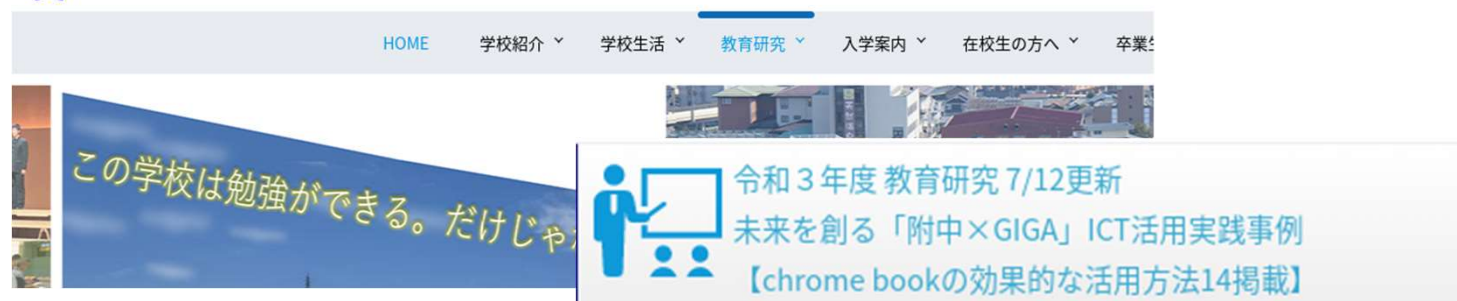 HOME 学校紹介 学校生活 教育研究 入学案内 在校生の方へ 卒業
この学校は勉強ができる。だけじゃ
令和３年度 教育研究 7/12更新
未来を創る「附中×GIGA」ICT活用実践事例
【chrome bookの効果的な活用方法14掲載】